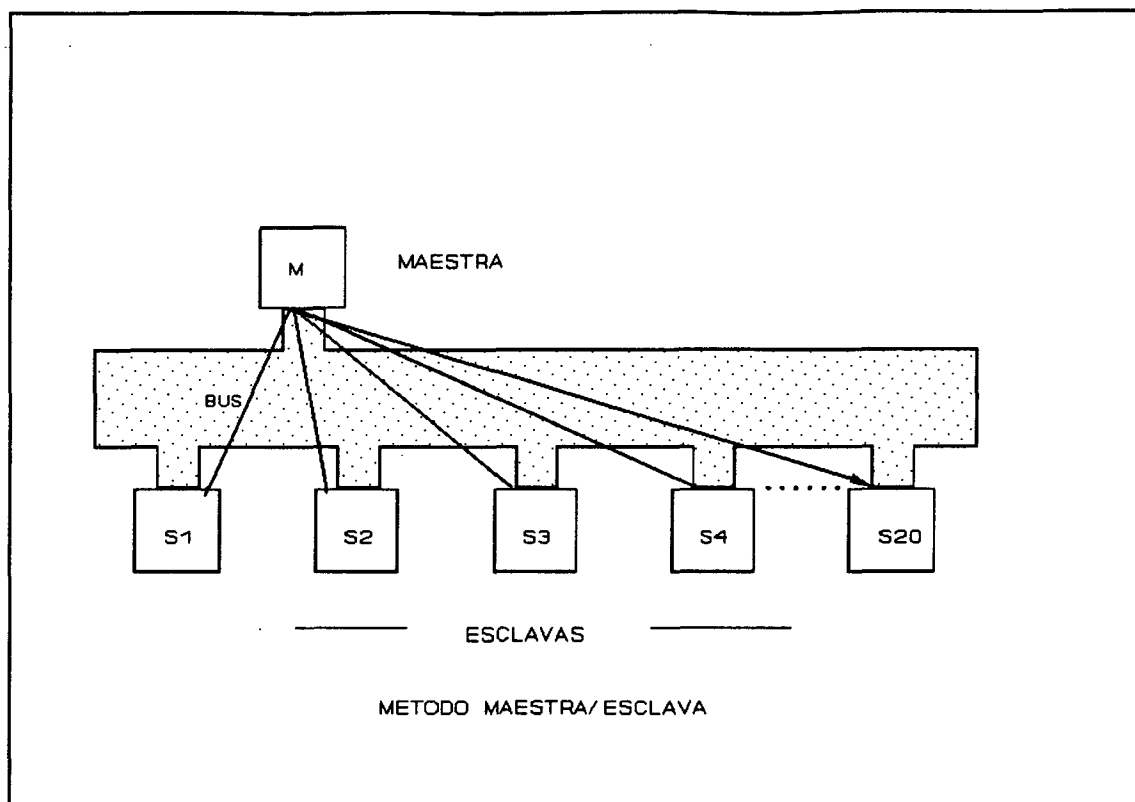 M
MAESTRA
BUS
S1 S2 S3 S4 S20
ESCLAVAS
METODO MAESTRA/ESCLAVA